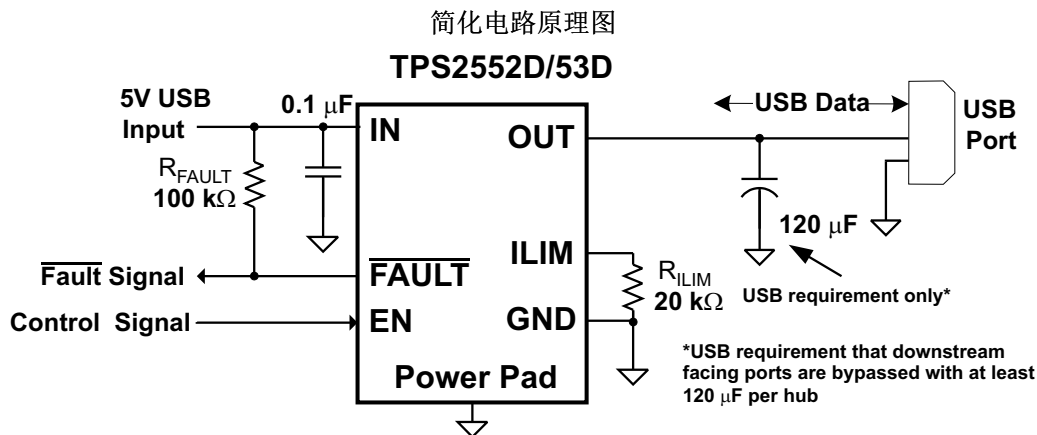 简化电路原理图
TPS2552D/53D
5V USB
Input
0.1 μF
IN
OUT
USB Data
USB
Port
RFAULT
100 kΩ
120 μF
Fault Signal
FAULT
ILIM
RILIM
20 kΩ
USB requirement only*
Control Signal
EN
GND
*USB requirement that downstream
facing ports are bypassed with at least
120 μF per hub
Power Pad